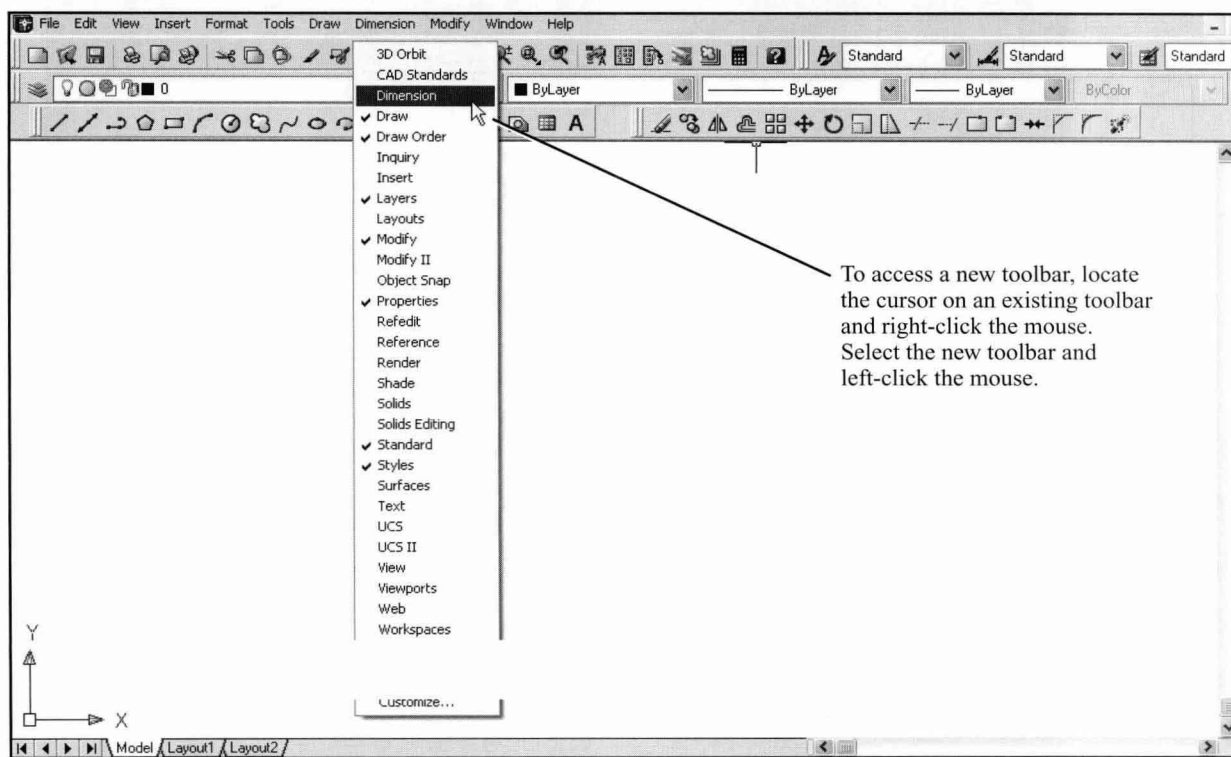 File Edit View Insert Format Tools Draw Dimension Modify Window Help
Standard Standard Standard
0 ByLayer ByLayer ByLayer ByColor
A
3D Orbit
CAD Standards
Dimension
Draw
Draw Order
Inquiry
Insert
Layers
Layouts
Modify
Modify II
Object Snap
Properties
Refedit
Reference
Render
Shade
Solids
Solids Editing
Standard
Styles
Surfaces
Text
UCS
UCS II
View
Viewports
Web
Workspaces
Customize...
To access a new toolbar, locate
the cursor on an existing toolbar
and right-click the mouse.
Select the new toolbar and
left-click the mouse.
Y
X
Model Layout1 Layout2